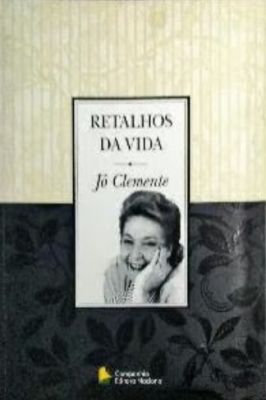 RETALHOS
DA VIDA
Jô Clemente
Companhia
Editora Nacional